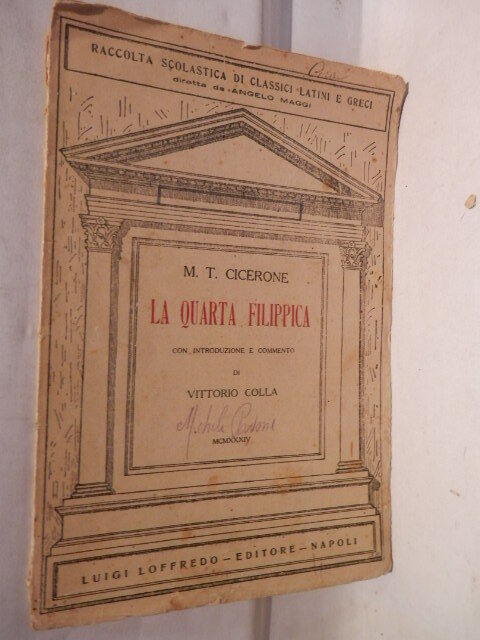 RACCOLTA SCOLASTICA DI CLASSICI LATINI E GRECI
diretta da ANGELO MAGGI
M. T. CICERONE
LA QUARTA FILIPPICA
CON INTRODUZIONE E COMMENTO
DI
VITTORIO COLLA
MCMXXXIV
LUIGI LOFFREDO - EDITORE - NAPOLI